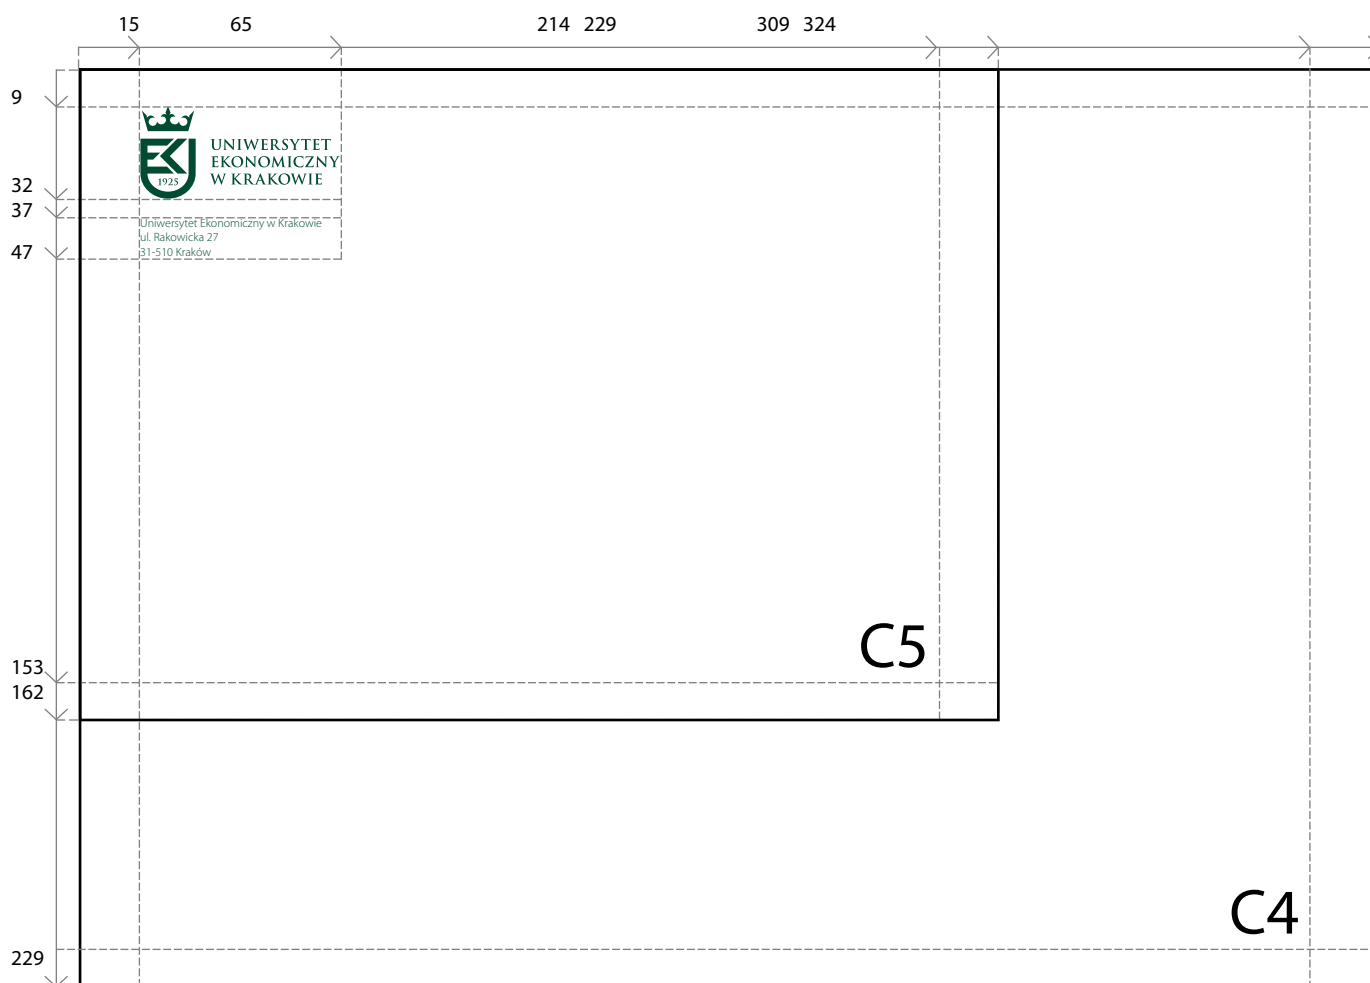 15 65 214 229 309 324
9
UNIWERSYTET
EKONOMICZNY
W KRAKOWIE
1925
32
37
Uniwersytet Ekonomiczny w Krakowie
ul. Rakowicka 27
31-510 Kraków
47
C5
153
162
C4
229